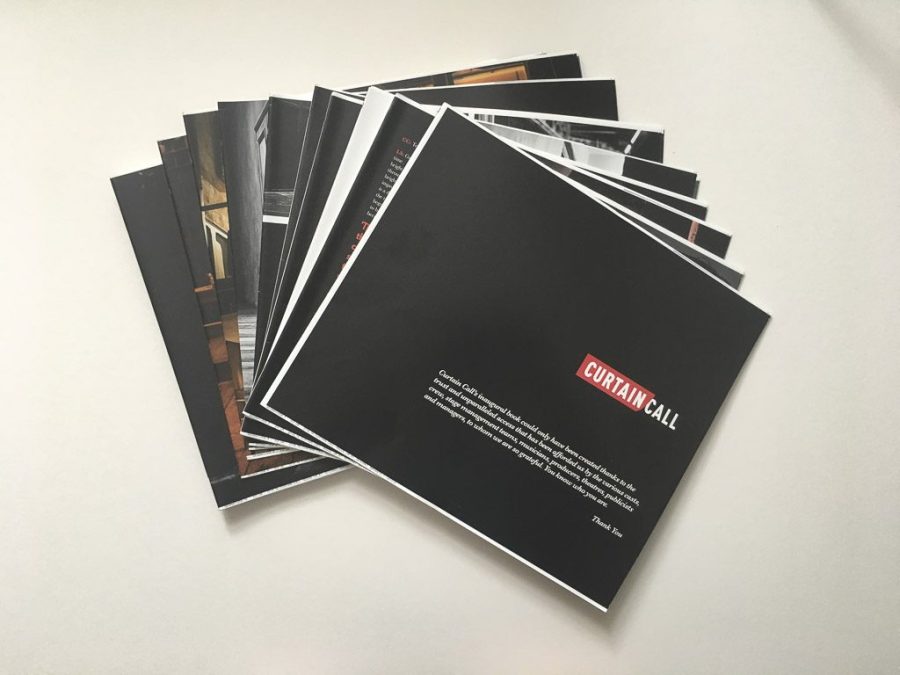 CURTAIN CALL
Curtain Call's inaugural book could only have been created thanks to the
trust and unparalleled access that has been afforded us by the various casts,
crew, stage management teams, musicians, producers, theatres, publicists
and managers, to whom we are so grateful. You know who you are.
Thank You